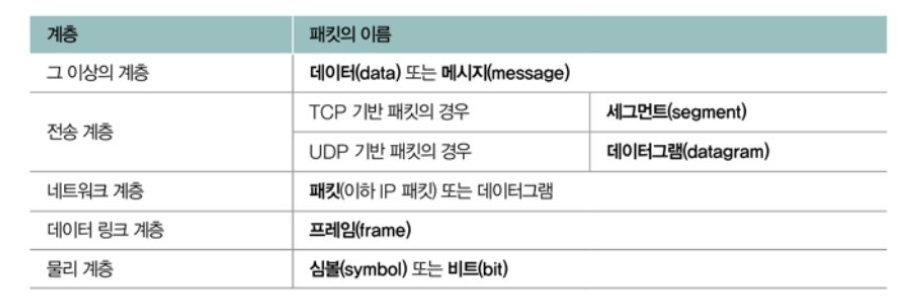 계층 패킷의 이름
그 이상의 계층 데이터(data) 또는 메시지(message)
전송 계층 TCP 기반 패킷의 경우 세그먼트(segment)
UDP 기반 패킷의 경우 데이터그램(datagram)
네트워크 계층 패킷(이하 IP 패킷) 또는 데이터그램
데이터 링크 계층 프레임(frame)
물리 계층 심볼(symbol) 또는 비트(bit)